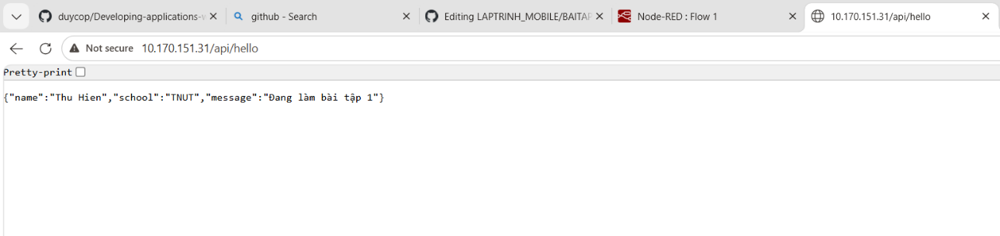 duycop/Developing-applications-w
github - Search
Editing LAPTRINH_MOBILE/BAITAP
Node-RED : Flow 1
10.170.151.31/api/hello
Not secure 10.170.151.31/api/hello
Pretty-print
{"name":"Thu Hien","school":"TNUT","message":"Đang làm bài tập 1"}